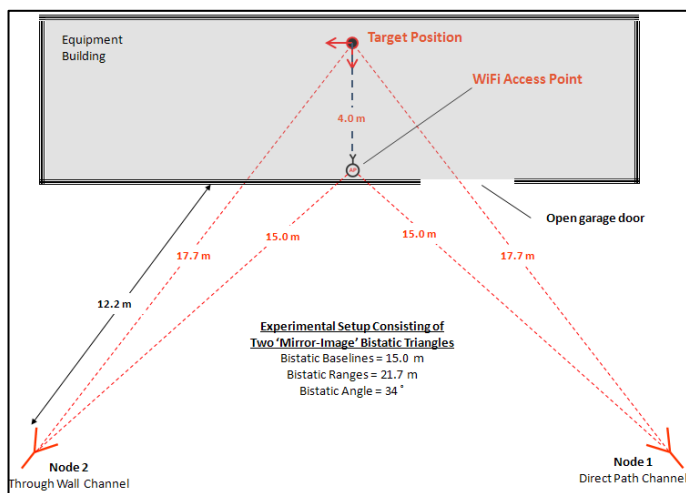 Equipment
Building
Target Position
WiFi Access Point
4.0 m
AP
Open garage door
17.7 m
15.0 m
15.0 m
17.7 m
12.2 m
Experimental Setup Consisting of
Two ‘Mirror-Image’ Bistatic Triangles
Bistatic Baselines = 15.0 m
Bistatic Ranges = 21.7 m
Bistatic Angle = 34˚
Node 2
Through Wall Channel
Node 1
Direct Path Channel